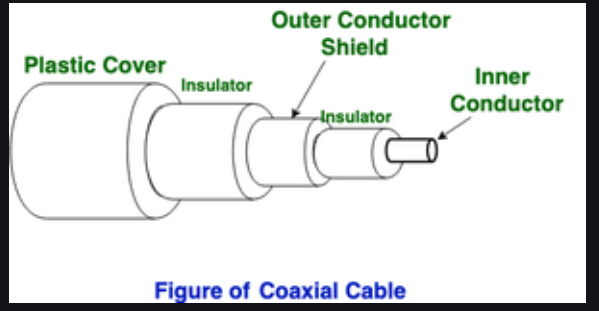 Outer Conductor
Shield
Plastic Cover
Insulator
Inner
Conductor
Insulator
Figure of Coaxial Cable